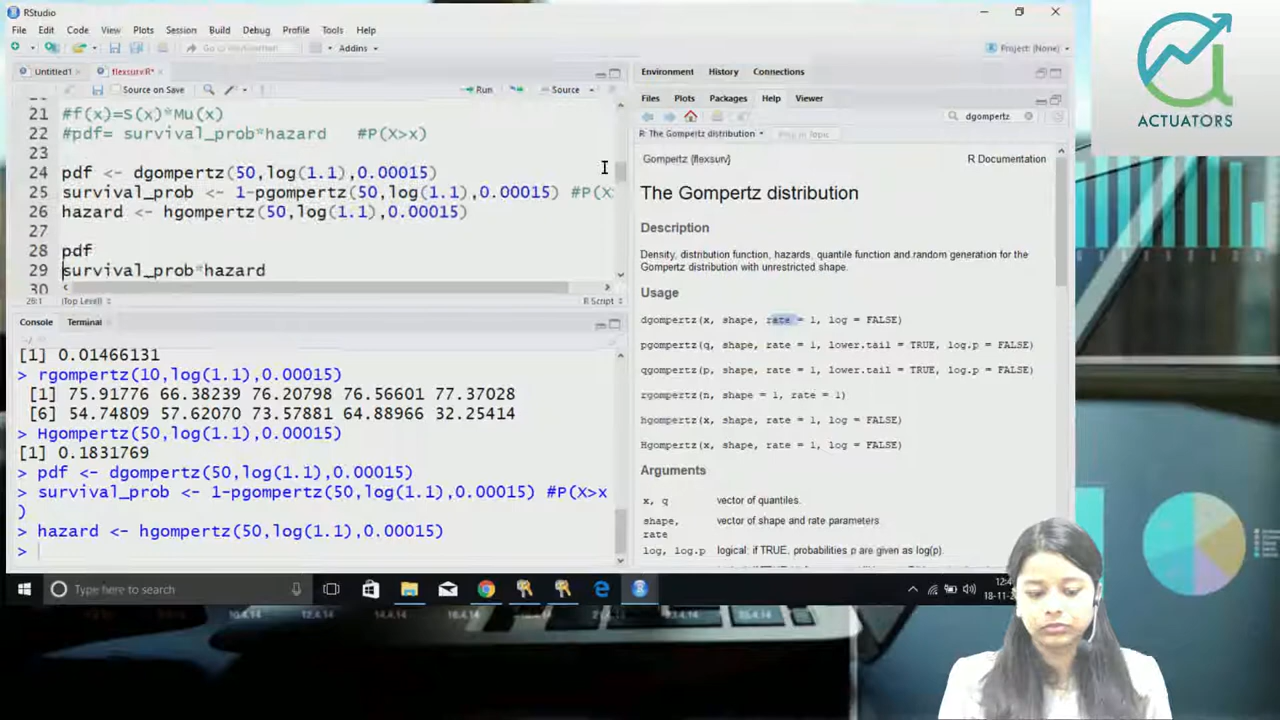 RStudio
File Edit Code View Plots Session Build Debug Profile Tools Help
Go to file/function
Addins
Project: (None)
Untitled1
flexsurv.R*
Source on Save
Run
Source
21 #f(x)=S(x)*Mu(x)
22 #pdf= survival_prob*hazard #P(X>x)
23
24 pdf <- dgompertz(50,log(1.1),0.00015)
25 survival_prob <- 1-pgompertz(50,log(1.1),0.00015) #P(X>
26 hazard <- hgompertz(50,log(1.1),0.00015)
27
28 pdf
29 survival_prob*hazard
30
(Top Level)
R Script
Console Terminal
[1] 0.01466131
> rgompertz(10,log(1.1),0.00015)
[1] 75.91776 66.38239 76.20798 76.56601 77.37028
[6] 54.74809 57.62070 73.57881 64.88966 32.25414
> Hgompertz(50,log(1.1),0.00015)
[1] 0.1831769
> pdf <- dgompertz(50,log(1.1),0.00015)
> survival_prob <- 1-pgompertz(50,log(1.1),0.00015) #P(X>x
)
> hazard <- hgompertz(50,log(1.1),0.00015)
>
Environment History Connections
Files Plots Packages Help Viewer
dgompertz
R: The Gompertz distribution
Find in Topic
Gompertz {flexsurv}
R Documentation
The Gompertz distribution
Description
Density, distribution function, hazards, quantile function and random generation for the
Gompertz distribution with unrestricted shape.
Usage
dgompertz(x, shape, rate = 1, log = FALSE)
pgompertz(q, shape, rate = 1, lower.tail = TRUE, log.p = FALSE)
qgompertz(p, shape, rate = 1, lower.tail = TRUE, log.p = FALSE)
rgompertz(n, shape = 1, rate = 1)
hgompertz(x, shape, rate = 1, log = FALSE)
Hgompertz(x, shape, rate = 1, log = FALSE)
Arguments
x, q vector of quantiles.
shape, vector of shape and rate parameters
rate
log, log.p logical: if TRUE, probabilities p are given as log(p).
Type here to search
12:4
18-11-
ACTUATORS